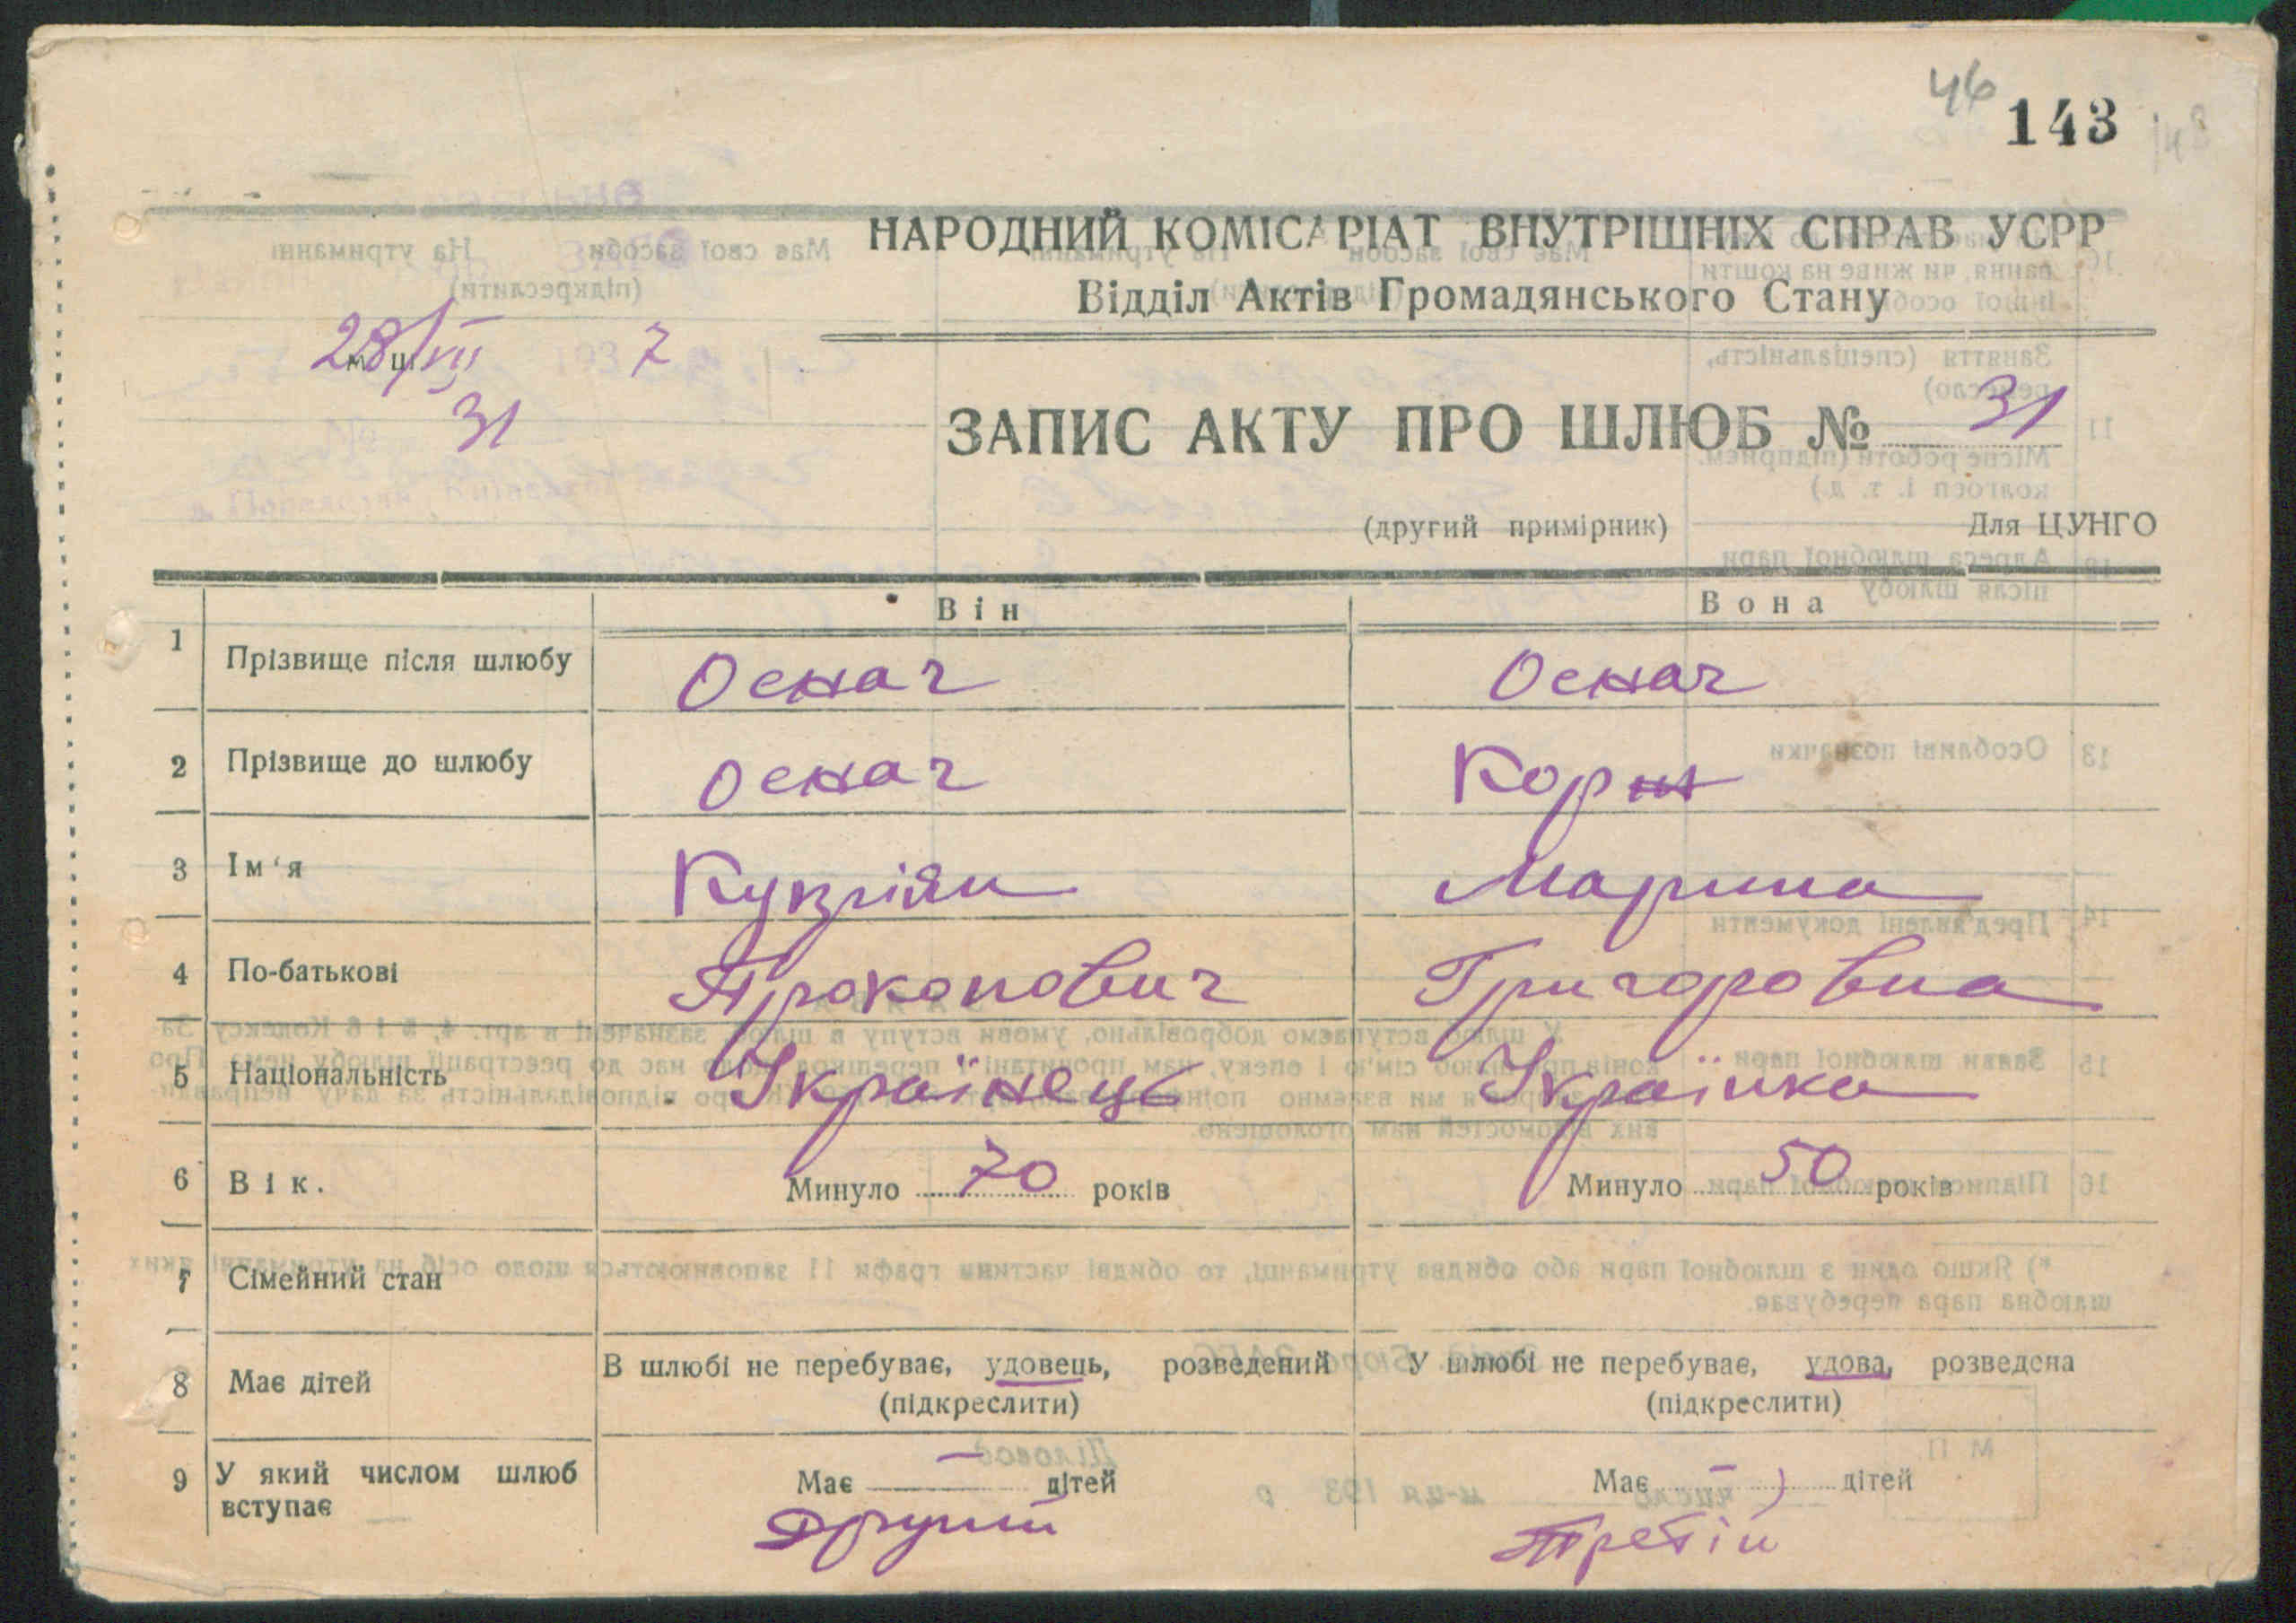 46
143
НАРОДНИЙ КОМІСАРІАТ ВНУТРІШНІХ СПРАВ УСРР
Відділ Актів Громадянського Стану
28/VII 1937
31
ЗАПИС АКТУ ПРО ШЛЮБ № 31
(другий примірник) Для ЦУНГО
Він Вона
1 Прізвище після шлюбу Оснач Оснач
2 Прізвище до шлюбу Оснач
3 Ім'я Купріян Марина
4 По-батькові Прокопович Григоровна
5 Національність Українець Українка
6 Вік. Минуло 70 років Минуло 50 років
7 Сімейний стан
В шлюбі не перебуває, удовець, розведений У шлюбі не перебуває, удова, розведена
8 Має дітей (підкреслити) (підкреслити)
9 У який числом шлюб вступає Має — дітей Має — дітей
Другий Третій